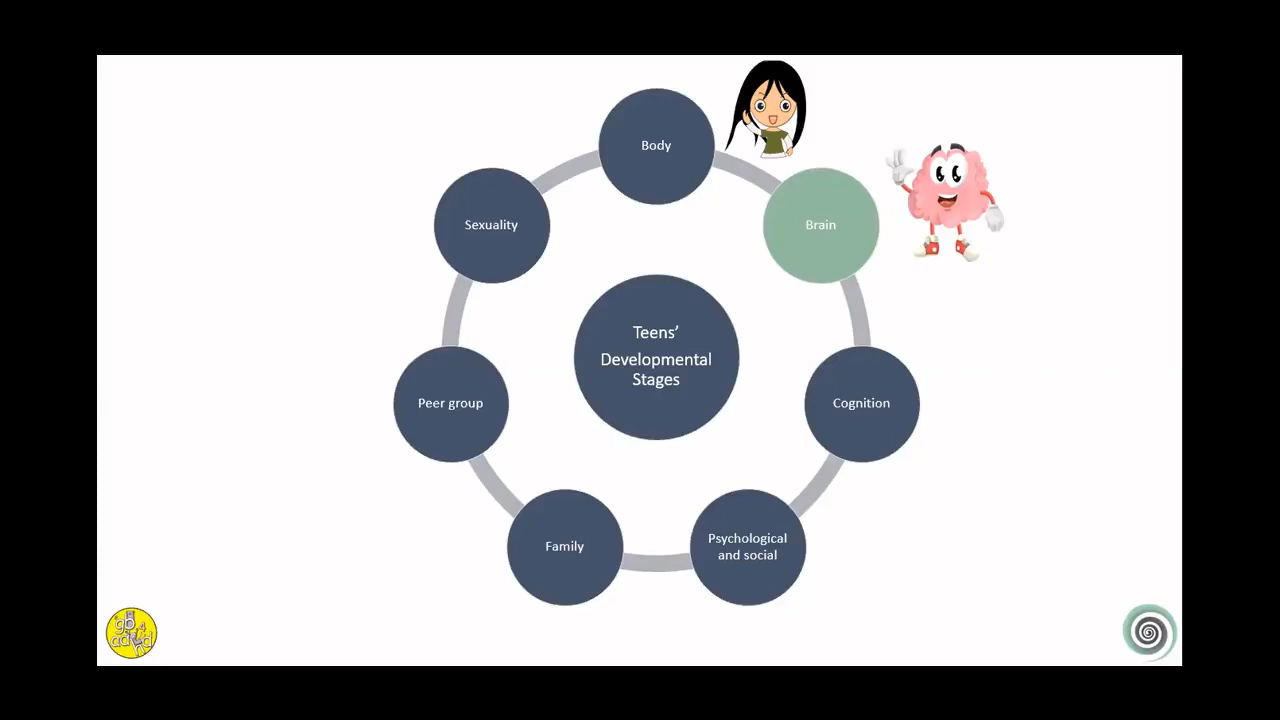 Body
Sexuality
Brain
Teens’
Developmental
Stages
Peer group
Cognition
Family
Psychological
and social